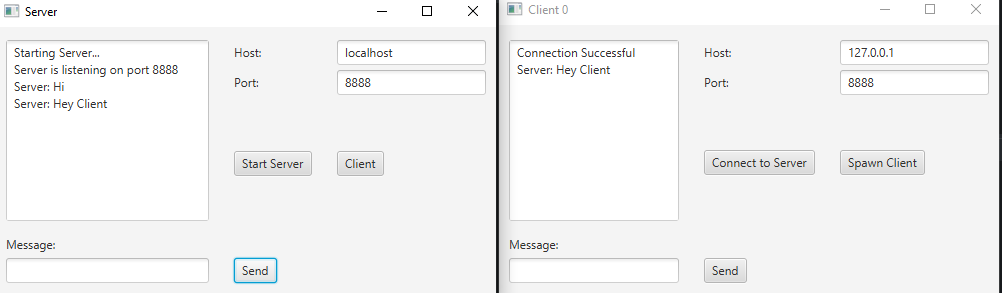 Server
Starting Server...
Server is listening on port 8888
Server: Hi
Server: Hey Client
Host:
localhost
Port:
8888
Start Server
Client
Message:
Send
Client 0
Connection Successful
Server: Hey Client
Host:
127.0.0.1
Port:
8888
Connect to Server
Spawn Client
Message:
Send